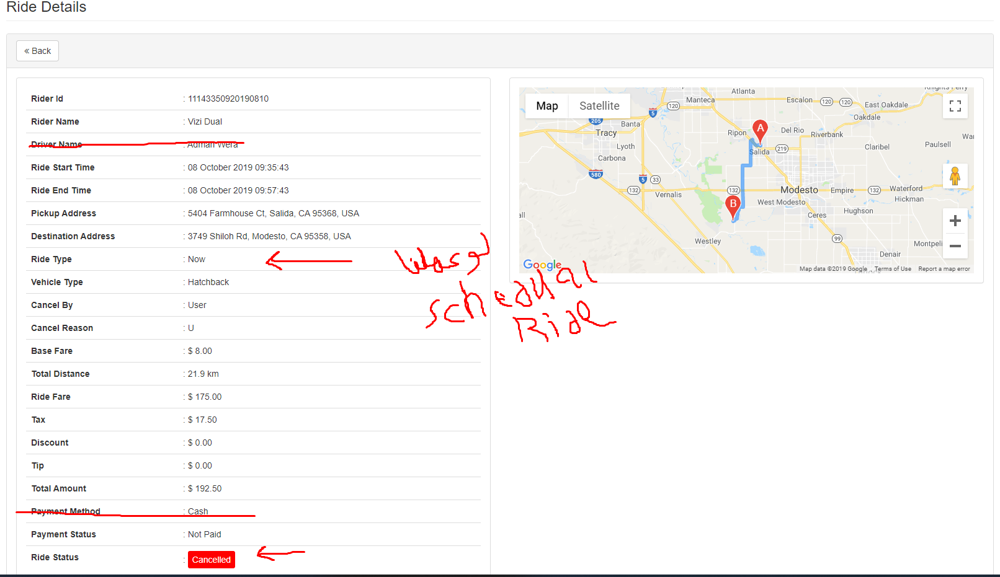 Ride Details
« Back
Rider Id : 11143350920190810
Rider Name : Vizi Dual
Driver Name : Adman Wera
Ride Start Time : 08 October 2019 09:35:43
Ride End Time : 08 October 2019 09:57:43
Pickup Address : 5404 Farmhouse Ct, Salida, CA 95368, USA
Destination Address : 3749 Shiloh Rd, Modesto, CA 95358, USA
Ride Type : Now
Vehicle Type : Hatchback
Cancel By : User
Cancel Reason : U
Base Fare : $ 8.00
Total Distance : 21.9 km
Ride Fare : $ 175.00
Tax : $ 17.50
Discount : $ 0.00
Tip : $ 0.00
Total Amount : $ 192.50
Payment Method : Cash
Payment Status : Not Paid
Ride Status : Cancelled
Map Satellite
Knights Ferry
Atlanta
Manteca
120
Escalon
120
120
East Oakdale
Oakdale
5
205
Banta
Tracy
Ripon
A
Del Rio
Riverbank
Lyoth
Salida
219
Claribel
Paulsell
Carbona
580
5
33
132
Vernalis
132
Modesto
Empire
132
Waterford
Hickman
B
West Modesto
Ceres
Hughson
Westley
99
Montpeli
Denair
Google
Map data ©2019 Google
Terms of Use
Report a map error
Ride